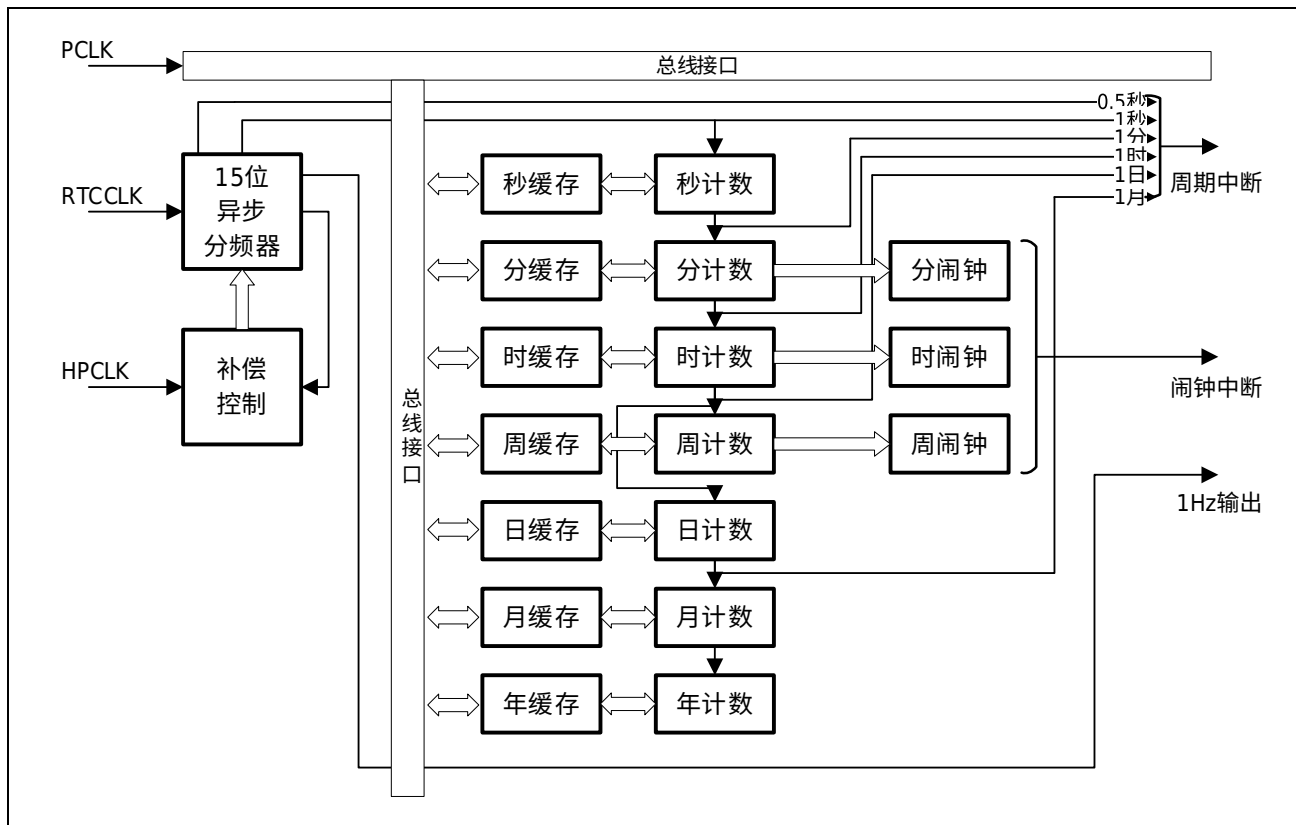 PCLK
总线接口
0.5秒
1秒
1分
1时
1日
1月
周期中断
RTCCLK
15位
异步
分频器
秒缓存
秒计数
分缓存
分计数
分闹钟
HPCLK
补偿
控制
时缓存
时计数
时闹钟
闹钟中断
总
线
接
口
周缓存
周计数
周闹钟
1Hz输出
日缓存
日计数
月缓存
月计数
年缓存
年计数